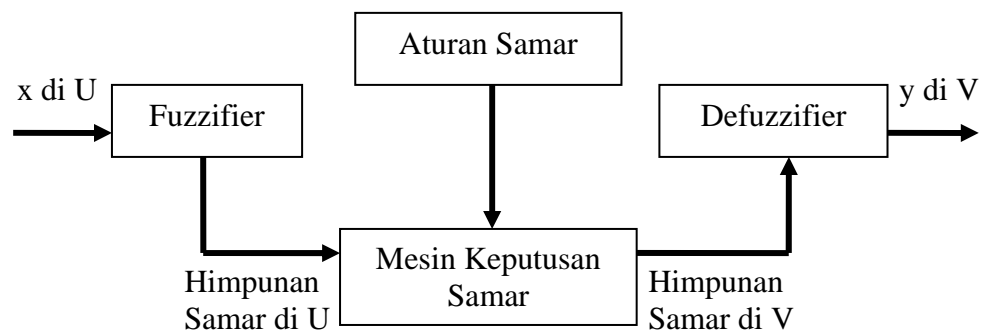 Aturan Samar
x di U
Fuzzifier
Defuzzifier
y di V
Mesin Keputusan
Samar
Himpunan
Samar di U
Himpunan
Samar di V